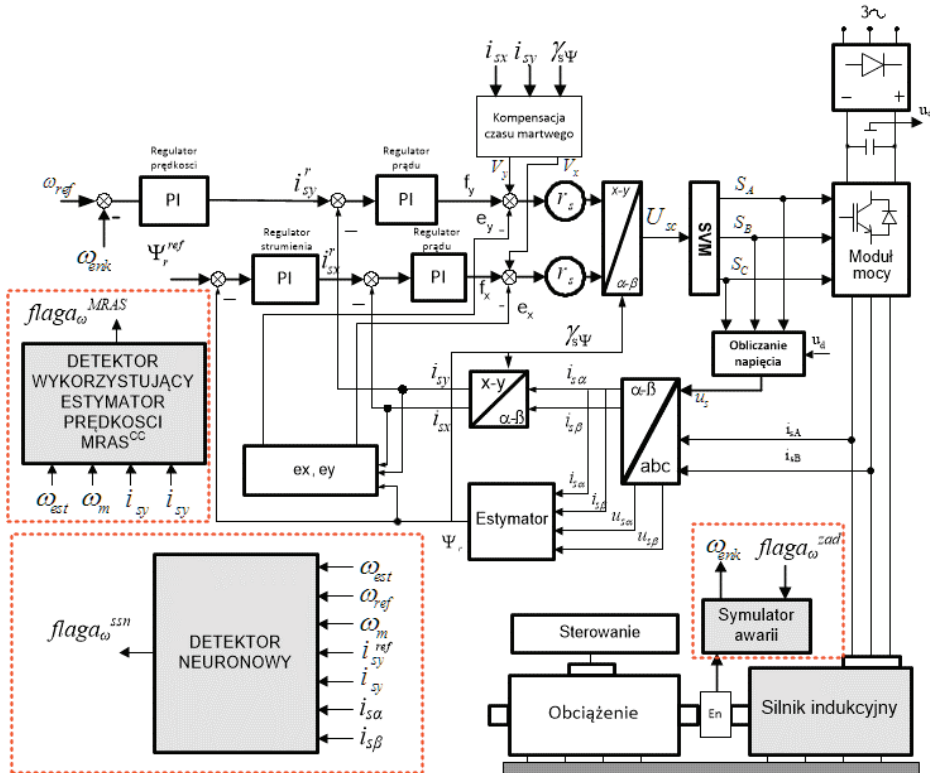 3~
− +
u_d
i_sx i_sy γ_sΨ
Kompensacja
czasu martwego
V_y V_x
Regulator
prędkosci
Regulator
prądu
ω_ref
PI
i_sy^r
PI
f_y
e_y
r_s
x-y
α-β
U_sc
SVM
S_A
S_B
S_C
Moduł
mocy
ω_enk
Ψ_r^ref
Regulator
strumienia
Regulator
prądu
PI
i_sx^r
PI
f_x
e_x
r_s
Obliczanie
napięcia
u_d
u_s
γ_sΨ
flaga_ω^MRAS
DETEKTOR
WYKORZYSTUJĄCY
ESTYMATOR
PRĘDKOSCI
MRAS^CC
ω_est ω_m i_sy i_sy
i_sy
i_sx
x-y
α-ß
i_sα
i_sβ
α-ß
abc
i_sA
i_sB
ex, ey
Estymator
i_sα
i_sβ
u_sα
u_sβ
ω_enk flaga_ω^zad
Symulator
awarii
flaga_ω^ssn
DETEKTOR
NEURONOWY
ω_est
ω_ref
ω_m
i_sy^ref
i_sy
i_sα
i_sβ
Sterowanie
Obciążenie
En
Silnik indukcyjny